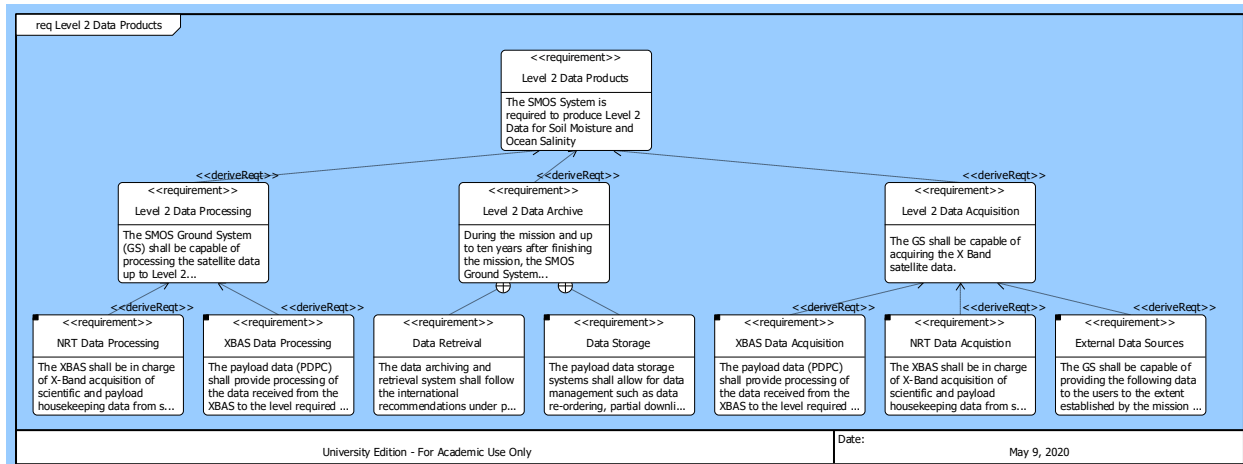 req Level 2 Data Products
<<requirement>>
Level 2 Data Products
The SMOS System is
required to produce Level 2
Data for Soil Moisture and
Ocean Salinity
<<deriveReqt>>
<<deriveReqt>>
<<deriveReqt>>
<<requirement>>
Level 2 Data Processing
The SMOS Ground System
(GS) shall be capable of
processing the satellite data
up to Level 2...
<<requirement>>
Level 2 Data Archive
During the mission and up
to ten years after finishing
the mission, the SMOS
Ground System...
<<requirement>>
Level 2 Data Acquisition
The GS shall be capable of
acquiring the X Band
satellite data.
<<deriveReqt>>
<<deriveReqt>>
<<deriveReqt>>
<<deriveReqt>>
<<deriveReqt>>
<<requirement>>
NRT Data Processing
The XBAS shall be in charge
of X-Band acquisition of
scientific and payload
housekeeping data from s...
<<requirement>>
XBAS Data Processing
The payload data (PDPC)
shall provide processing of
the data received from the
XBAS to the level required ...
<<requirement>>
Data Retreival
The data archiving and
retrieval system shall follow
the international
recommendations under p...
<<requirement>>
Data Storage
The payload data storage
systems shall allow for data
management such as data
re-ordering, partial downli...
<<requirement>>
XBAS Data Acquisition
The payload data (PDPC)
shall provide processing of
the data received from the
XBAS to the level required ...
<<requirement>>
NRT Data Acquistion
The XBAS shall be in charge
of X-Band acquisition of
scientific and payload
housekeeping data from s...
<<requirement>>
External Data Sources
The GS shall be capable of
providing the following data
to the users to the extent
established by the mission ...
University Edition - For Academic Use Only
Date:
May 9, 2020